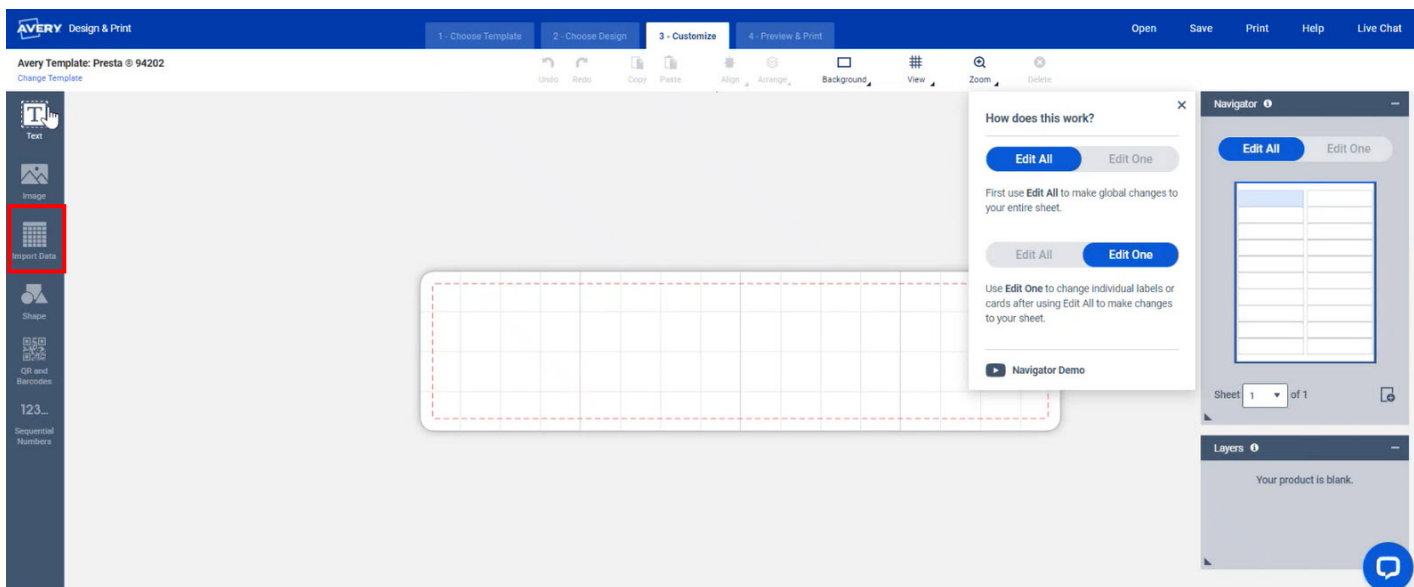 AVERY Design & Print
1 - Choose Template
2 - Choose Design
3 - Customize
4 - Preview & Print
Open
Save
Print
Help
Live Chat
Avery Template: Presta ® 94202
Change Template
Undo
Redo
Copy
Paste
Align
Arrange
Background
View
Zoom
Delete
T
Text
Image
Import Data
Shape
QR and
Barcodes
123...
Sequential
Numbers
How does this work?
Edit All
Edit One
First use Edit All to make global changes to
your entire sheet.
Edit All
Edit One
Use Edit One to change individual labels or
cards after using Edit All to make changes
to your sheet.
Navigator Demo
Navigator
Edit All
Edit One
Sheet 1 of 1
Layers
Your product is blank.